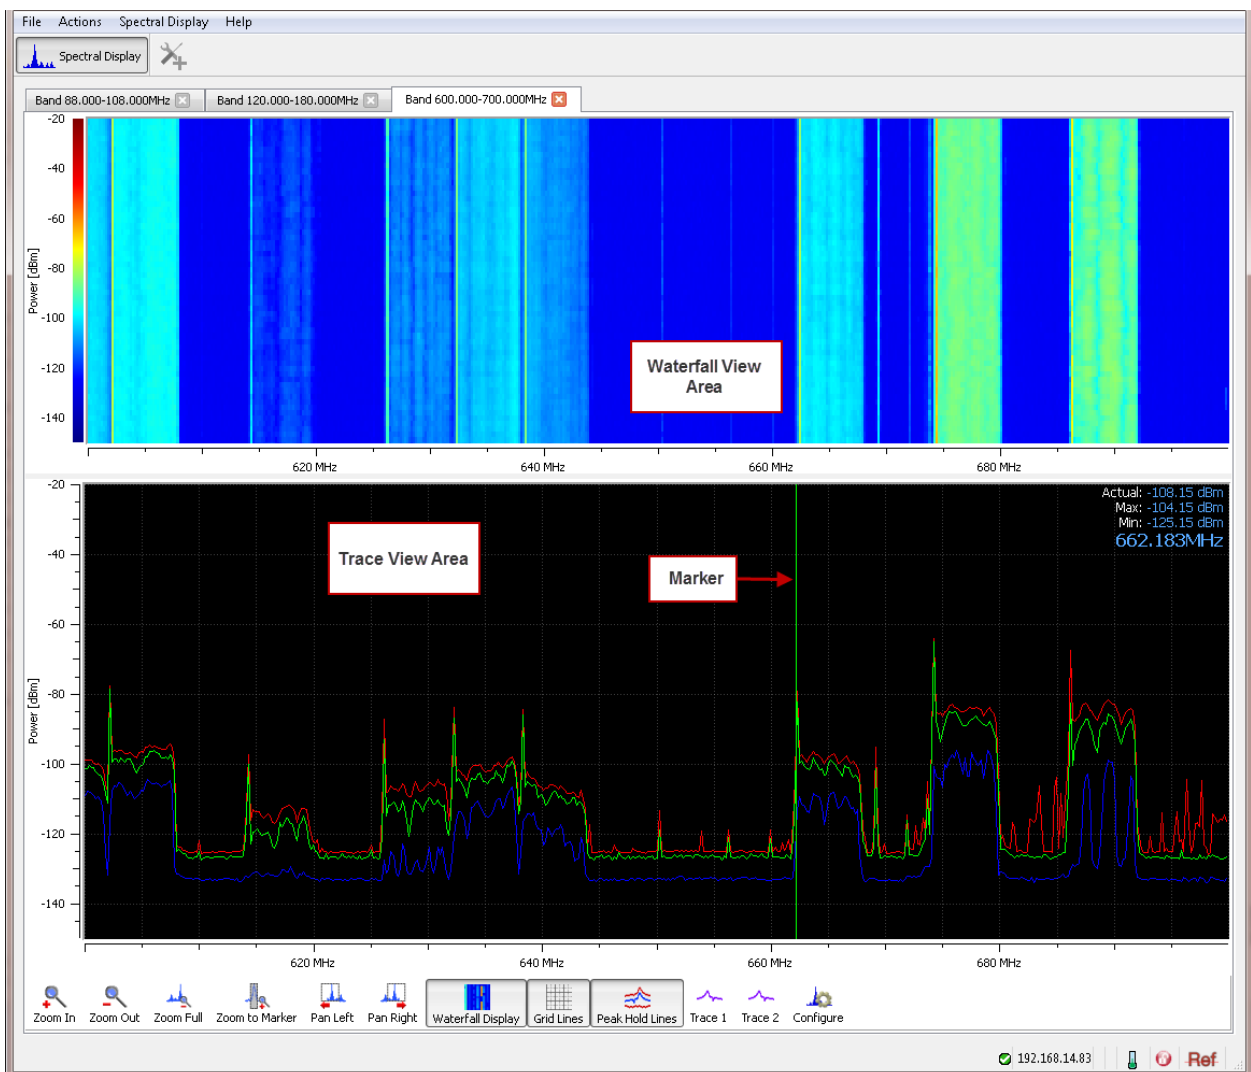 File Actions Spectral Display Help
Spectral Display
Band 88.000-108.000MHz Band 120.000-180.000MHz Band 600.000-700.000MHz
Power [dBm]
-20
-40
-60
-80
-100
-120
-140
Waterfall View
Area
620 MHz 640 MHz 660 MHz 680 MHz
Power [dBm]
-20
-40
-60
-80
-100
-120
-140
Actual: -108.15 dBm
Max: -104.15 dBm
Min: -125.15 dBm
662.183MHz
Trace View Area
Marker
620 MHz 640 MHz 660 MHz 680 MHz
Zoom In Zoom Out Zoom Full Zoom to Marker Pan Left Pan Right Waterfall Display Grid Lines Peak Hold Lines Trace 1 Trace 2 Configure
192.168.14.83 Ref